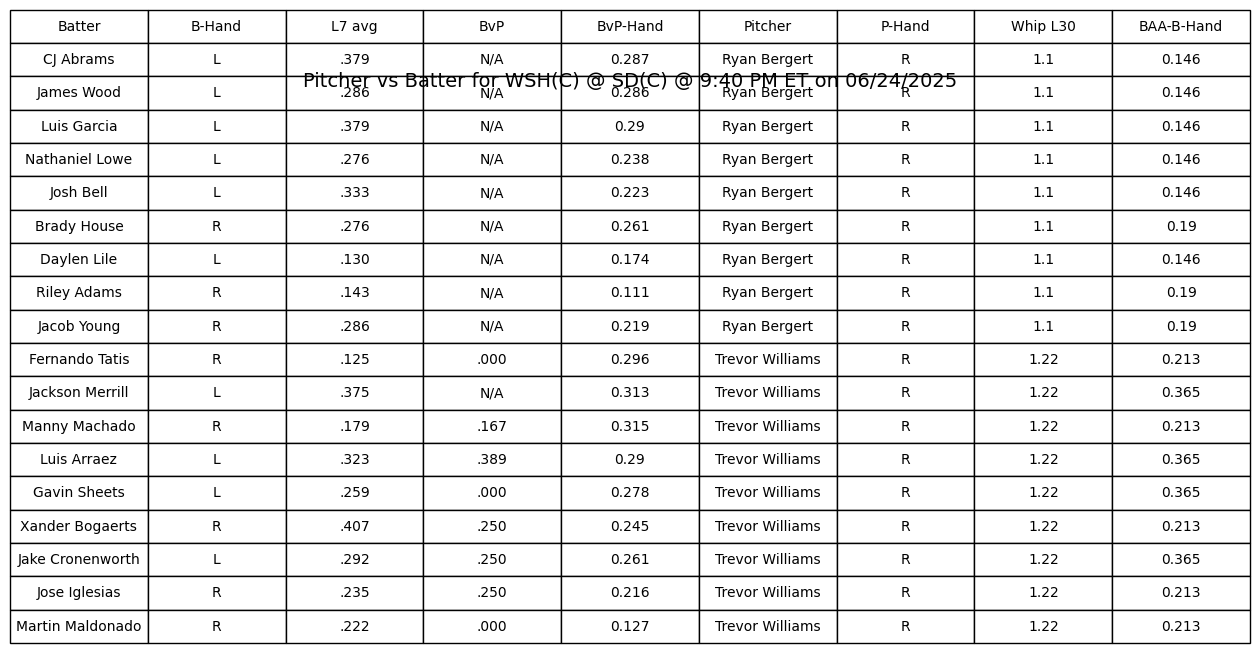 Batter B-Hand L7 avg BvP BvP-Hand Pitcher P-Hand Whip L30 BAA-B-Hand
CJ Abrams L .379 N/A 0.287 Ryan Bergert R 1.1 0.146
Pitcher vs Batter for WSH(C) @ SD(C) @ 9:40 PM ET on 06/24/2025
James Wood L .286 N/A 0.286 Ryan Bergert R 1.1 0.146
Luis Garcia L .379 N/A 0.29 Ryan Bergert R 1.1 0.146
Nathaniel Lowe L .276 N/A 0.238 Ryan Bergert R 1.1 0.146
Josh Bell L .333 N/A 0.223 Ryan Bergert R 1.1 0.146
Brady House R .276 N/A 0.261 Ryan Bergert R 1.1 0.19
Daylen Lile L .130 N/A 0.174 Ryan Bergert R 1.1 0.146
Riley Adams R .143 N/A 0.111 Ryan Bergert R 1.1 0.19
Jacob Young R .286 N/A 0.219 Ryan Bergert R 1.1 0.19
Fernando Tatis R .125 .000 0.296 Trevor Williams R 1.22 0.213
Jackson Merrill L .375 N/A 0.313 Trevor Williams R 1.22 0.365
Manny Machado R .179 .167 0.315 Trevor Williams R 1.22 0.213
Luis Arraez L .323 .389 0.29 Trevor Williams R 1.22 0.365
Gavin Sheets L .259 .000 0.278 Trevor Williams R 1.22 0.365
Xander Bogaerts R .407 .250 0.245 Trevor Williams R 1.22 0.213
Jake Cronenworth L .292 .250 0.261 Trevor Williams R 1.22 0.365
Jose Iglesias R .235 .250 0.216 Trevor Williams R 1.22 0.213
Martin Maldonado R .222 .000 0.127 Trevor Williams R 1.22 0.213